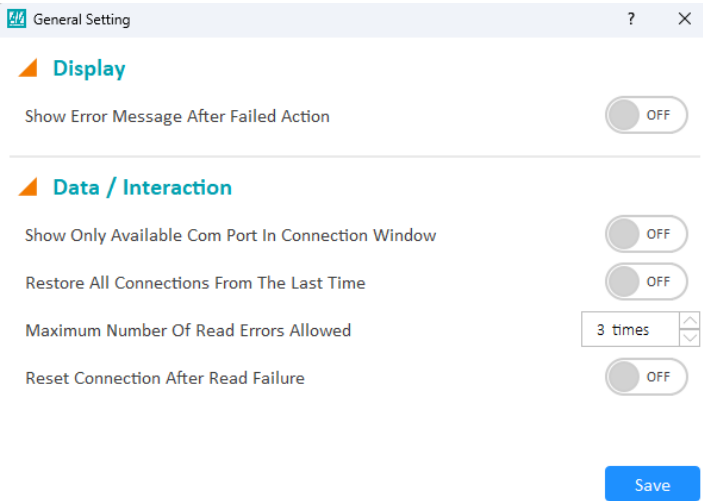 General Setting
?
Display
Show Error Message After Failed Action
OFF
Data / Interaction
Show Only Available Com Port In Connection Window
OFF
Restore All Connections From The Last Time
OFF
Maximum Number Of Read Errors Allowed
3 times
Reset Connection After Read Failure
OFF
Save